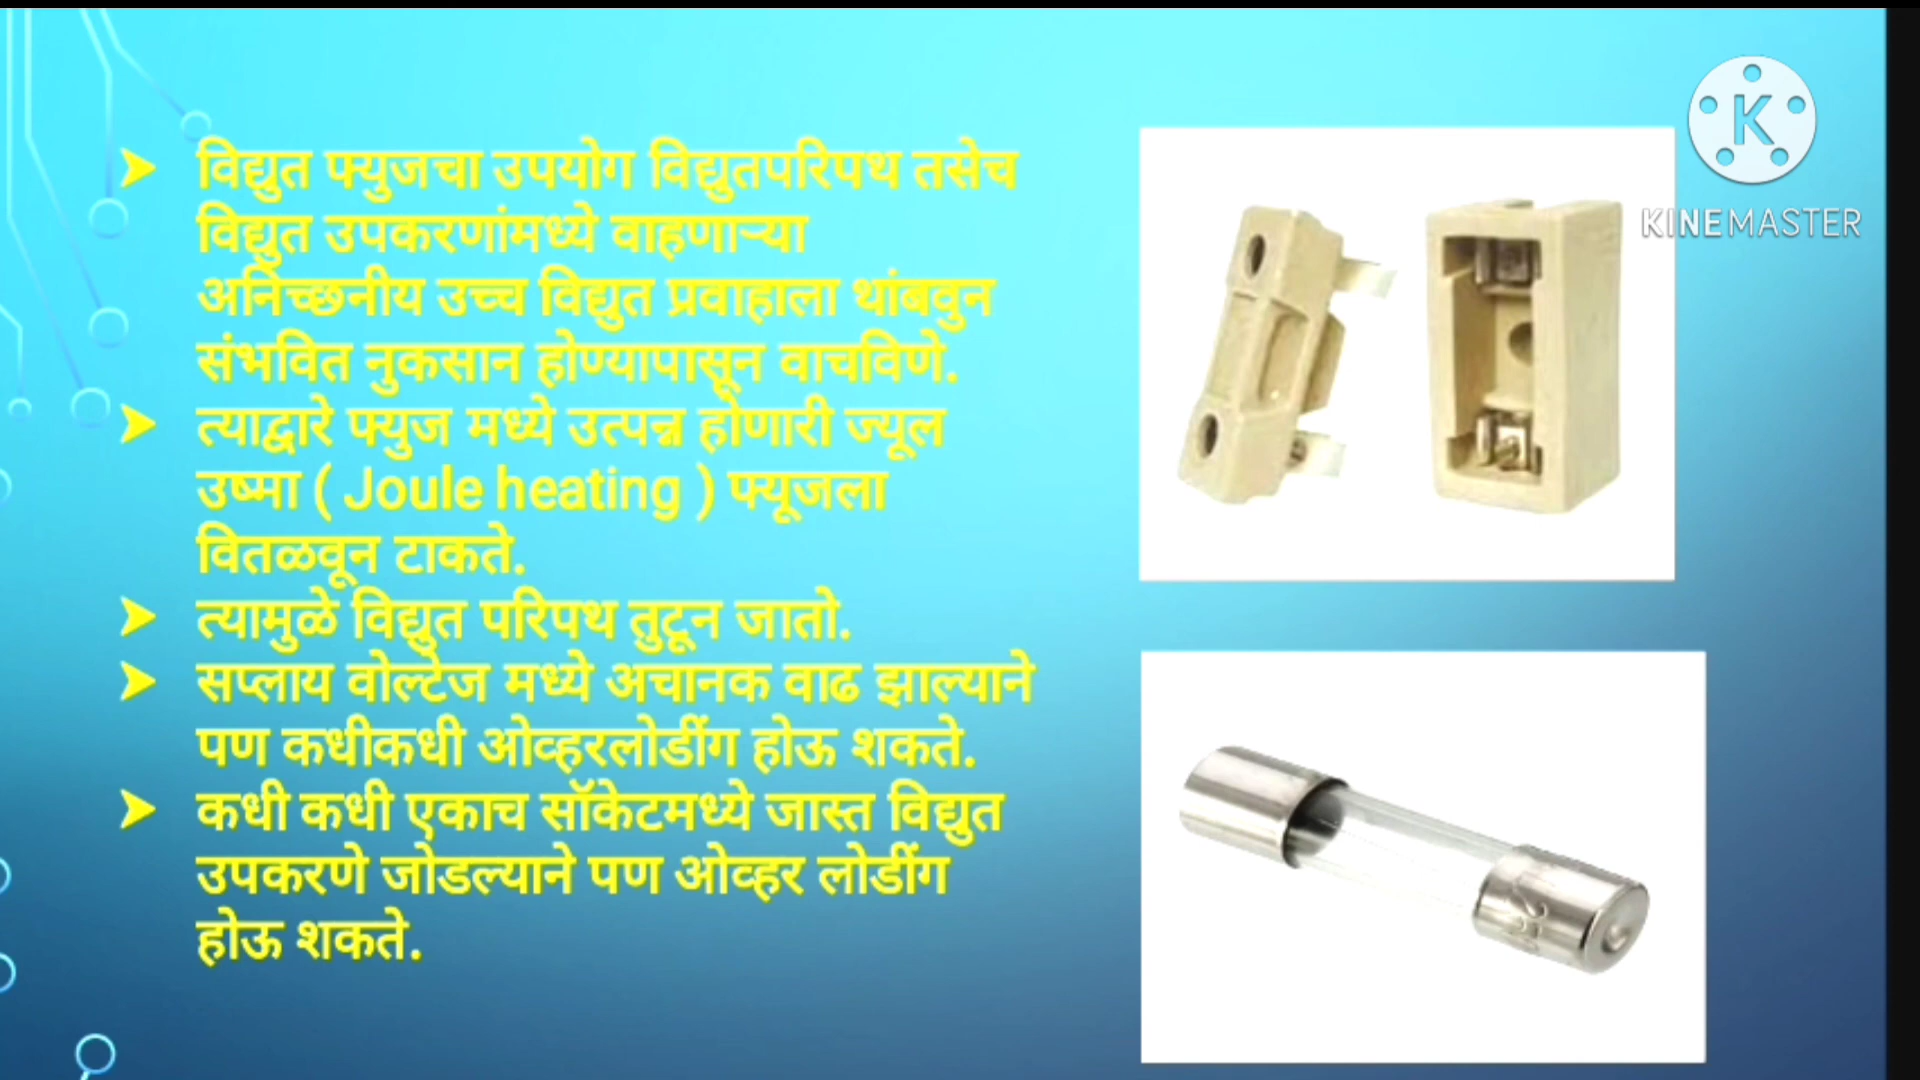 विद्युत फ्युजचा उपयोग विद्युतपरिपथ तसेच
विद्युत उपकरणांमध्ये वाहणाऱ्या
अनिच्छनीय उच्च विद्युत प्रवाहाला थांबवुन
संभवित नुकसान होण्यापासून वाचविणे.
त्याद्वारे फ्युज मध्ये उत्पन्न होणारी ज्यूल
उष्मा ( Joule heating ) फ्यूजला
वितळवून टाकते.
त्यामुळे विद्युत परिपथ तुटून जातो.
सप्लाय वोल्टेज मध्ये अचानक वाढ झाल्याने
पण कधीकधी ओव्हरलोडींग होऊ शकते.
कधी कधी एकाच सॉकेटमध्ये जास्त विद्युत
उपकरणे जोडल्याने पण ओव्हर लोडींग
होऊ शकते.
K
KINEMASTER